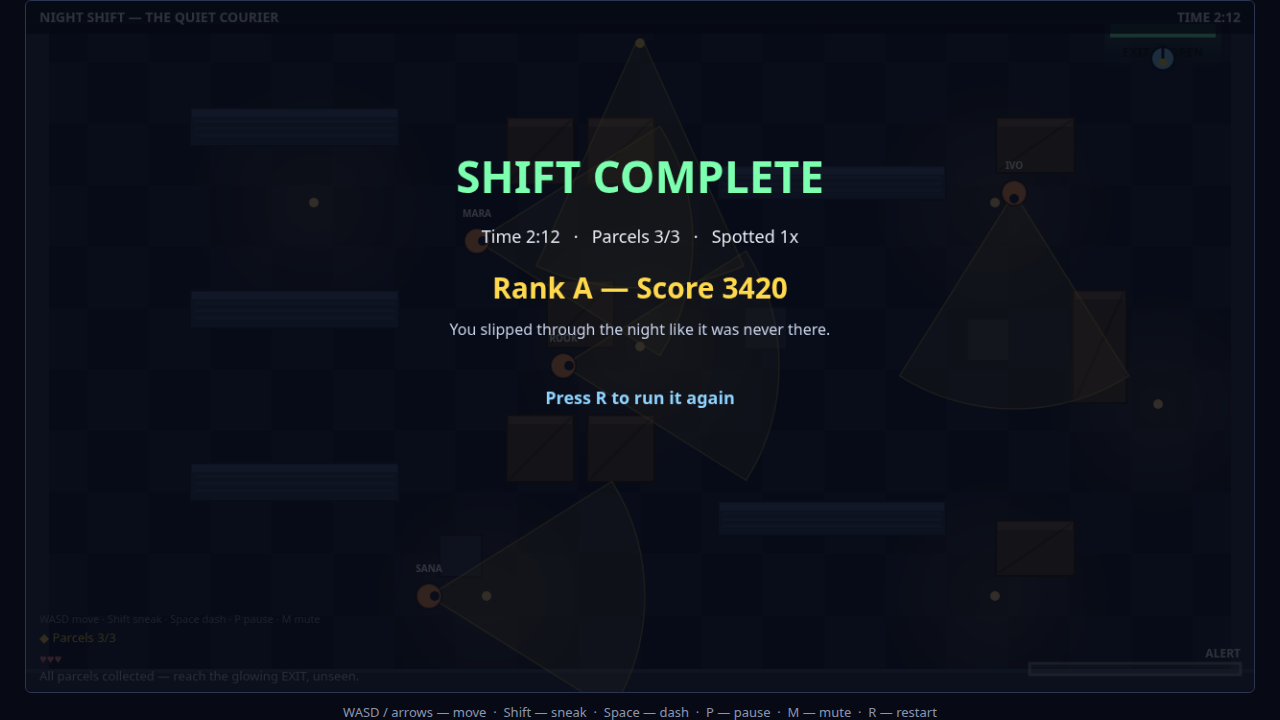 NIGHT SHIFT — THE QUIET COURIER
TIME 2:12
IVO
SHIFT COMPLETE
MARA
Time 2:12 · Parcels 3/3 · Spotted 1x
Rank A — Score 3420
You slipped through the night like it was never there.
ROOK
Press R to run it again
SANA
WASD move · Shift sneak · Space dash · P pause · M mute
◆ Parcels 3/3
♥♥♥
All parcels collected — reach the glowing EXIT, unseen.
ALERT
WASD / arrows — move · Shift — sneak · Space — dash · P — pause · M — mute · R — restart